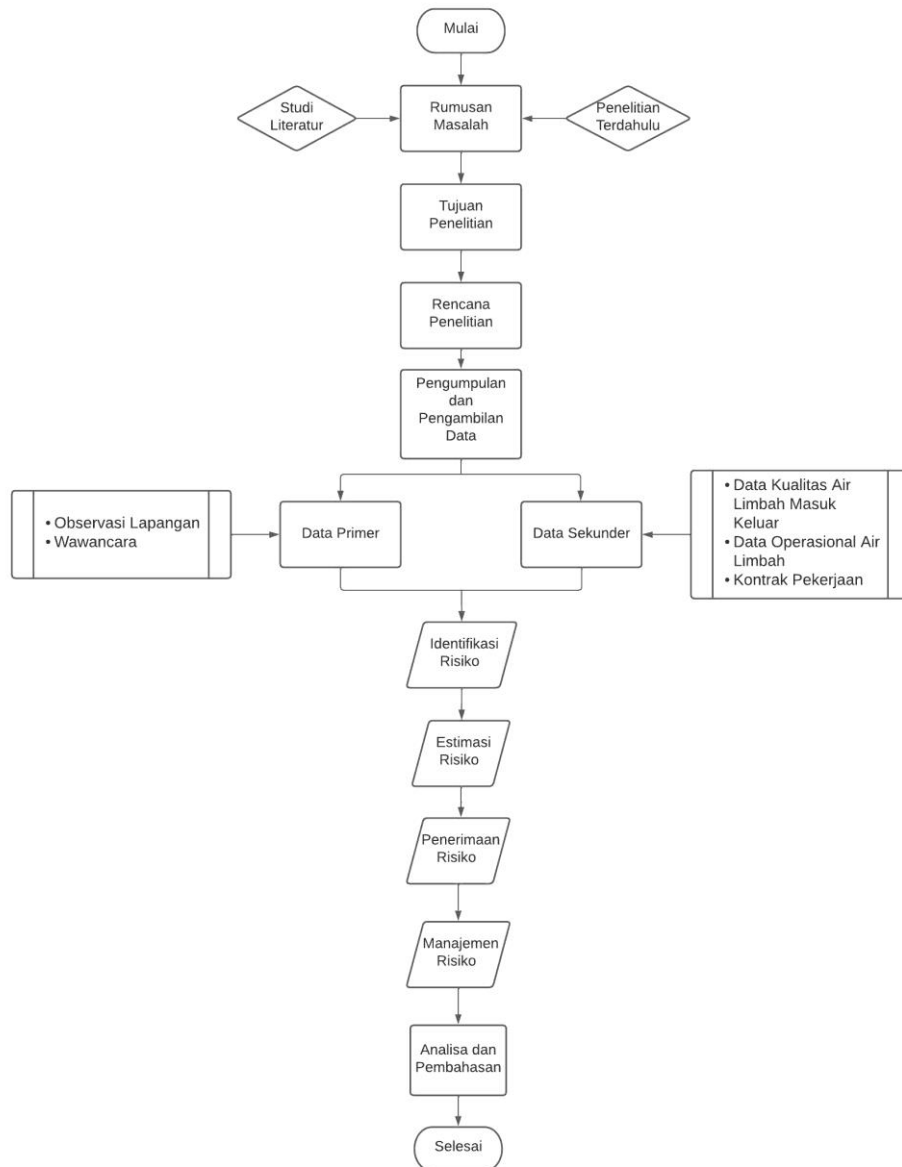 Mulai
Studi
Literatur
Rumusan
Masalah
Penelitian
Terdahulu
Tujuan
Penelitian
Rencana
Penelitian
Pengumpulan
dan
Pengambilan
Data
• Observasi Lapangan
• Wawancara
Data Primer
Data Sekunder
• Data Kualitas Air
Limbah Masuk
Keluar
• Data Operasional Air
Limbah
• Kontrak Pekerjaan
Identifikasi
Risiko
Estimasi
Risiko
Penerimaan
Risiko
Manajemen
Risiko
Analisa dan
Pembahasan
Selesai